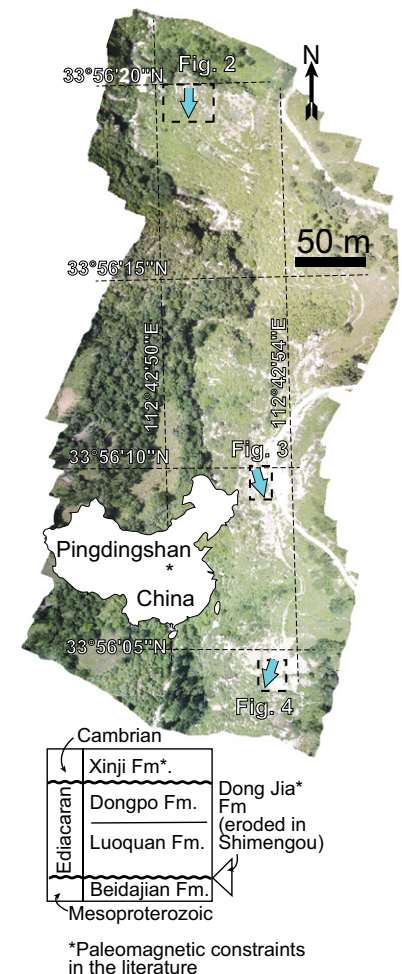 Fig. 2
N
33°56'20"N
50 m
33°56'15"N
112°42'50"E
112°42'54"E
Fig. 3
33°56'10"N
Pingdingshan
*
China
33°56'05"N
Fig. 4
Cambrian
Xinji Fm*.
Ediacaran
Dongpo Fm.
Luoquan Fm.
Beidajian Fm.
Mesoproterozoic
Dong Jia*
Fm
(eroded in
Shimengou)
*Paleomagnetic constraints
in the literature